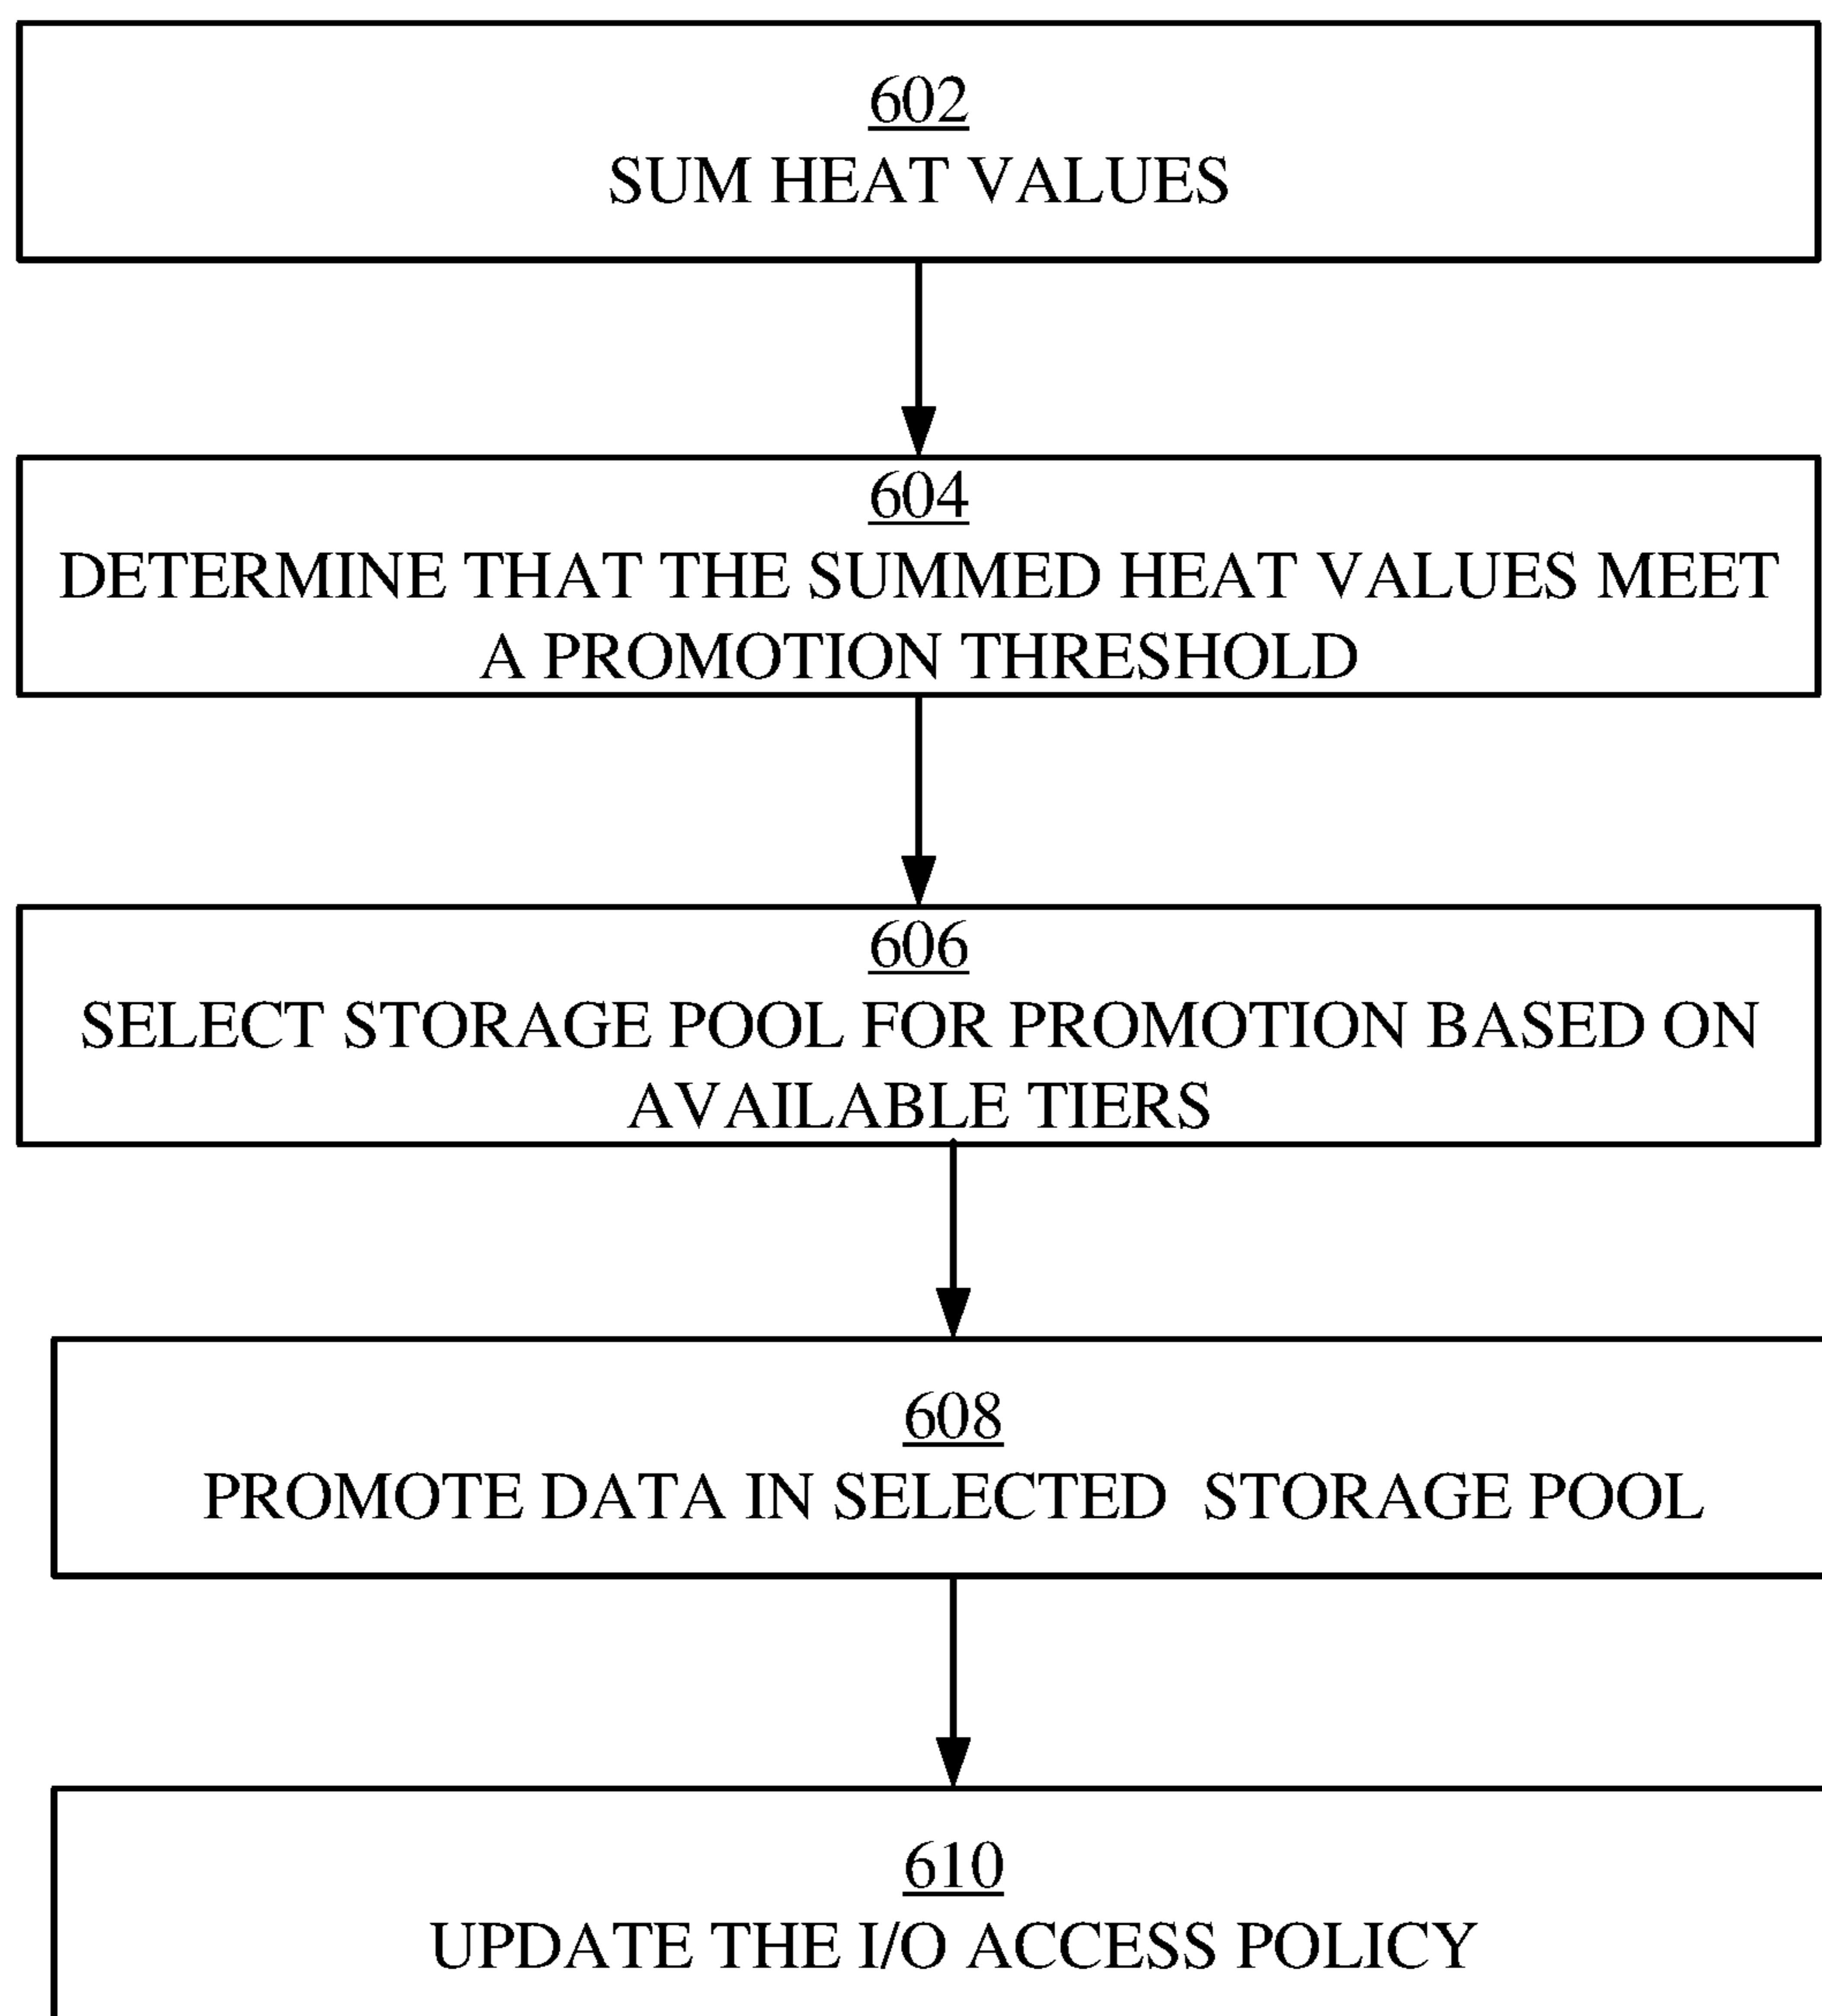 602
SUM HEAT VALUES
604
DETERMINE THAT THE SUMMED HEAT VALUES MEET
A PROMOTION THRESHOLD
606
SELECT STORAGE POOL FOR PROMOTION BASED ON
AVAILABLE TIERS
608
PROMOTE DATA IN SELECTED STORAGE POOL
610
UPDATE THE I/O ACCESS POLICY